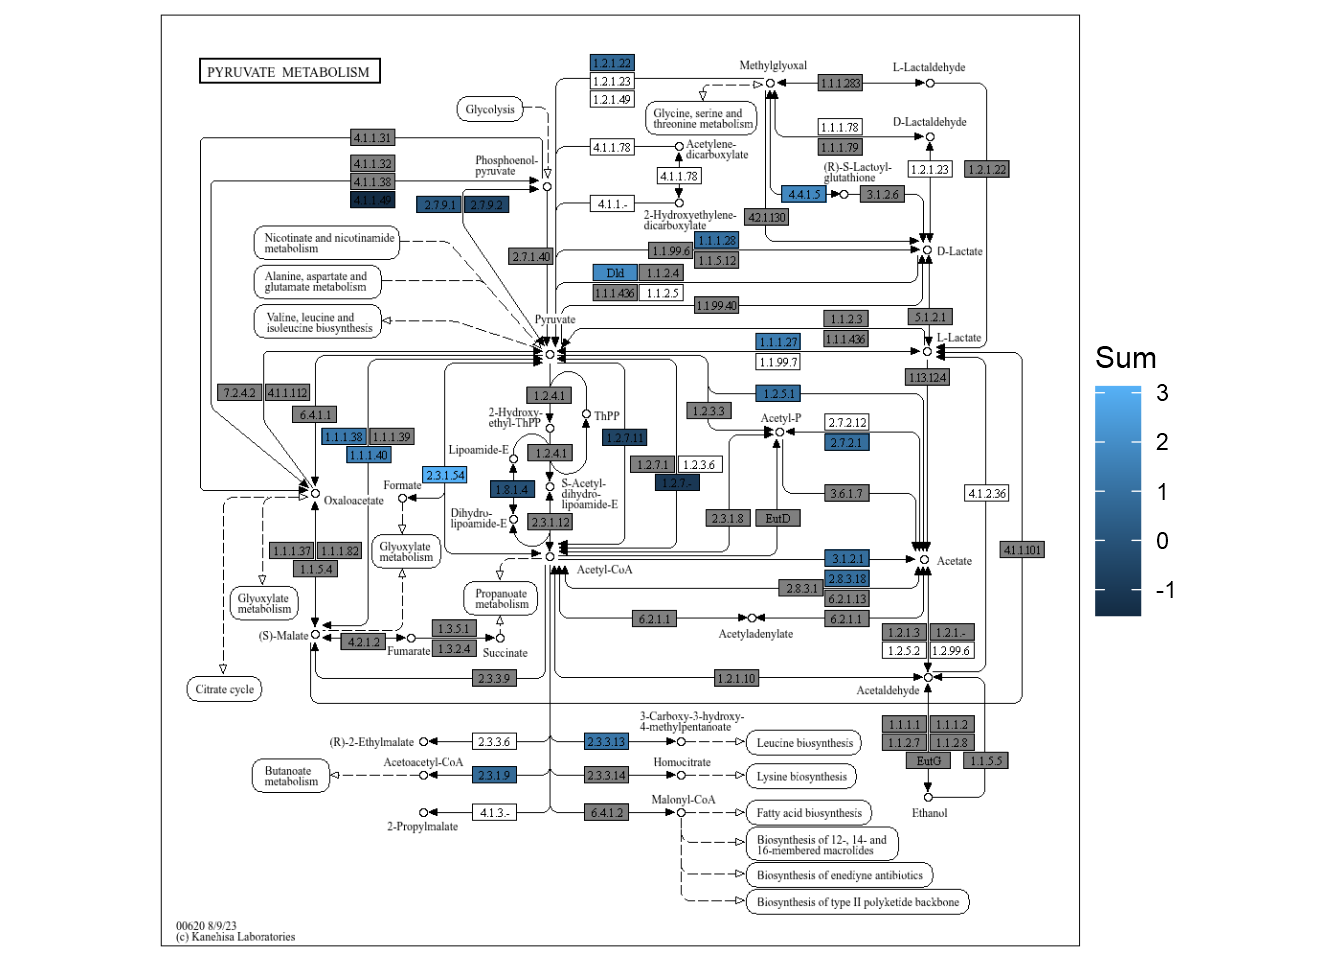 PYRUVATE METABOLISM
1.2.1.22
1.2.1.23
1.2.1.49
Methylglyoxal
1.1.1.283
L-Lactaldehyde
Glycolysis
Glycine, serine and
threonine metabolism
1.1.1.78
1.1.1.79
D-Lactaldehyde
4.1.1.31
4.1.1.32
4.1.1.38
4.1.1.49
Phosphoenol-
pyruvate
4.1.1.78
Acetylene-
dicarboxylate
4.1.1.78
(R)-S-Lactoyl-
glutathione
1.2.1.23
1.2.1.22
2.7.9.1
2.7.9.2
4.1.1.-
2-Hydroxyethylene-
dicarboxylate
4.4.1.5
3.1.2.6
4.2.1.130
Nicotinate and nicotinamide
metabolism
2.7.1.40
1.1.99.6
1.1.1.28
1.1.5.12
D-Lactate
Alanine, aspartate and
glutamate metabolism
Dld
1.1.2.4
1.1.1.436
1.1.2.5
1.1.99.40
Valine, leucine and
isoleucine biosynthesis
Pyruvate
1.1.2.3
1.1.1.436
5.1.2.1
L-Lactate
1.1.1.27
1.1.99.7
1.13.12.4
7.2.4.2
4.1.1.112
6.4.1.1
1.2.4.1
1.2.5.1
1.2.3.3
2-Hydroxy-
ethyl-ThPP
ThPP
Acetyl-P
2.7.2.12
2.7.2.1
1.1.1.38
1.1.1.39
1.1.1.40
1.2.7.11
Lipoamide-E
1.2.4.1
1.2.7.1
1.2.3.6
1.2.7.-
2.3.1.54
Formate
Oxaloacetate
1.8.1.4
S-Acetyl-
dihydro-
lipoamide-E
3.6.1.7
4.1.2.36
Dihydro-
lipoamide-E
2.3.1.12
2.3.1.8
EutD
1.1.1.37
1.1.1.82
1.1.5.4
Glyoxylate
metabolism
Acetyl-CoA
3.1.2.1
Acetate
4.1.1.101
2.8.3.1
2.8.3.18
6.2.1.13
Glyoxylate
metabolism
Propanoate
metabolism
6.2.1.1
Acetyladenylate
6.2.1.1
(S)-Malate
4.2.1.2
Fumarate
1.3.5.1
1.3.2.4
Succinate
1.2.1.3
1.2.1.-
1.2.5.2
1.2.99.6
Citrate cycle
2.3.3.9
1.2.1.10
Acetaldehyde
(R)-2-Ethylmalate
2.3.3.6
2.3.3.13
3-Carboxy-3-hydroxy-
4-methylpentanoate
Leucine biosynthesis
1.1.1.1
1.1.1.2
1.1.2.7
1.1.2.8
EutG
1.1.5.5
Butanoate
metabolism
Acetoacetyl-CoA
2.3.1.9
2.3.3.14
Homocitrate
Lysine biosynthesis
2-Propylmalate
4.1.3.-
6.4.1.2
Malonyl-CoA
Fatty acid biosynthesis
Ethanol
Biosynthesis of 12-, 14- and
16-membered macrolides
Biosynthesis of enediyne antibiotics
Biosynthesis of type II polyketide backbone
00620 8/9/23
(c) Kanehisa Laboratories
Sum
3
2
1
0
-1